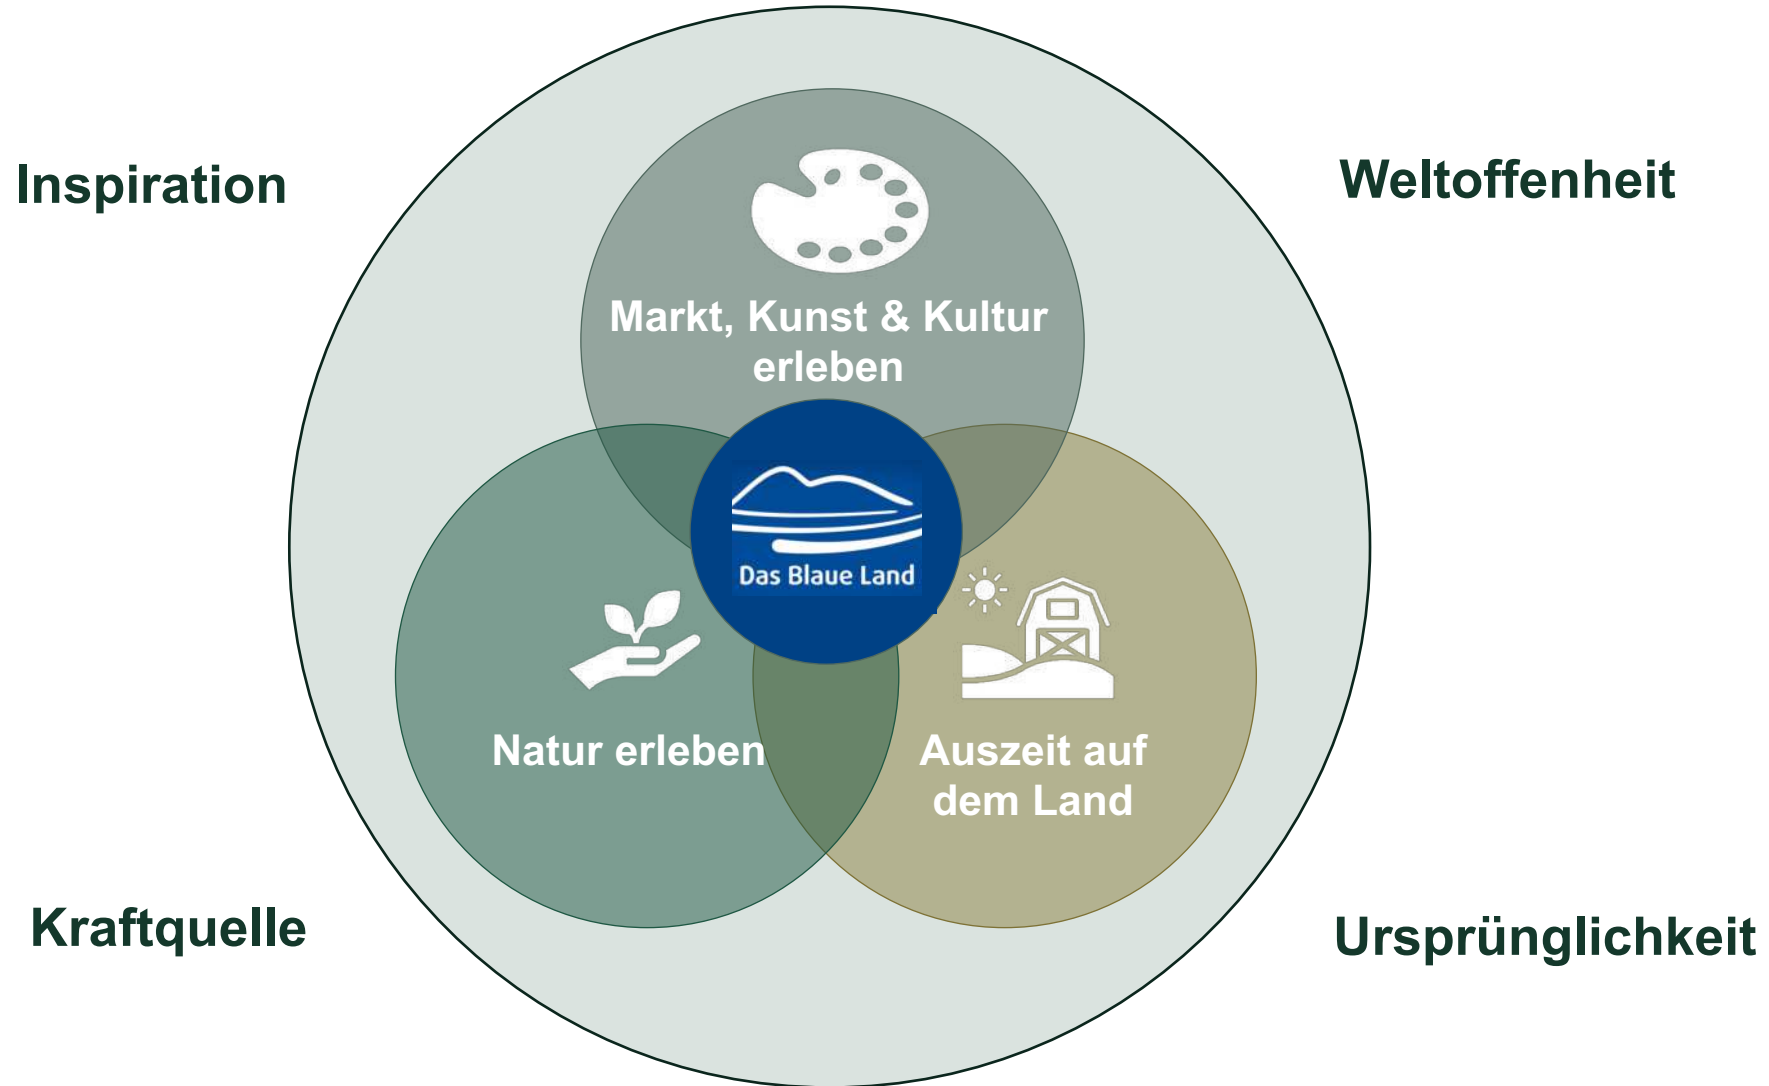 Inspiration
Weltoffenheit
Markt, Kunst & Kultur
erleben
Das Blaue Land
Natur erleben
Auszeit auf
dem Land
Kraftquelle
Ursprünglichkeit